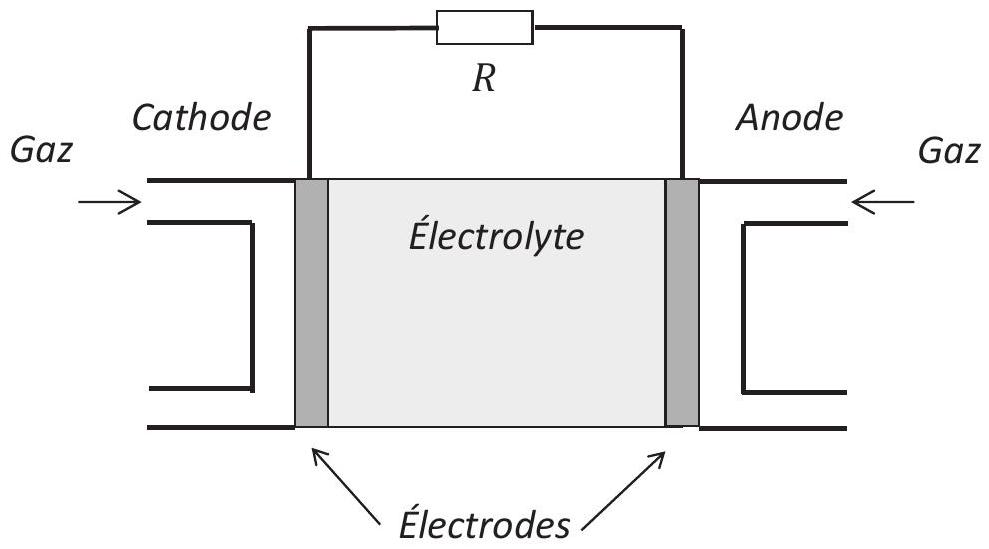 R
Cathode
Anode
Gaz
Gaz
Électrolyte
Électrodes